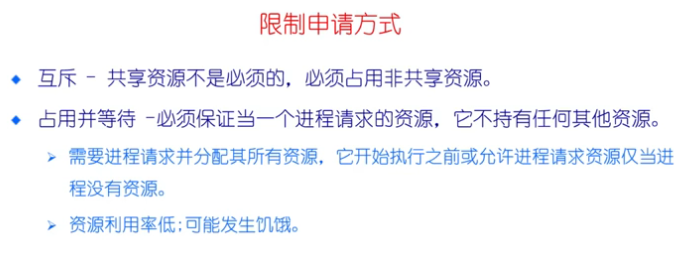 限制申请方式
互斥 - 共享资源不是必须的，必须占用非共享资源。
占用并等待 -必须保证当一个进程请求的资源，它不持有任何其他资源。
需要进程请求并分配其所有资源，它开始执行之前或允许进程请求资源仅当进
程没有资源。
资源利用率低;可能发生饥饿。